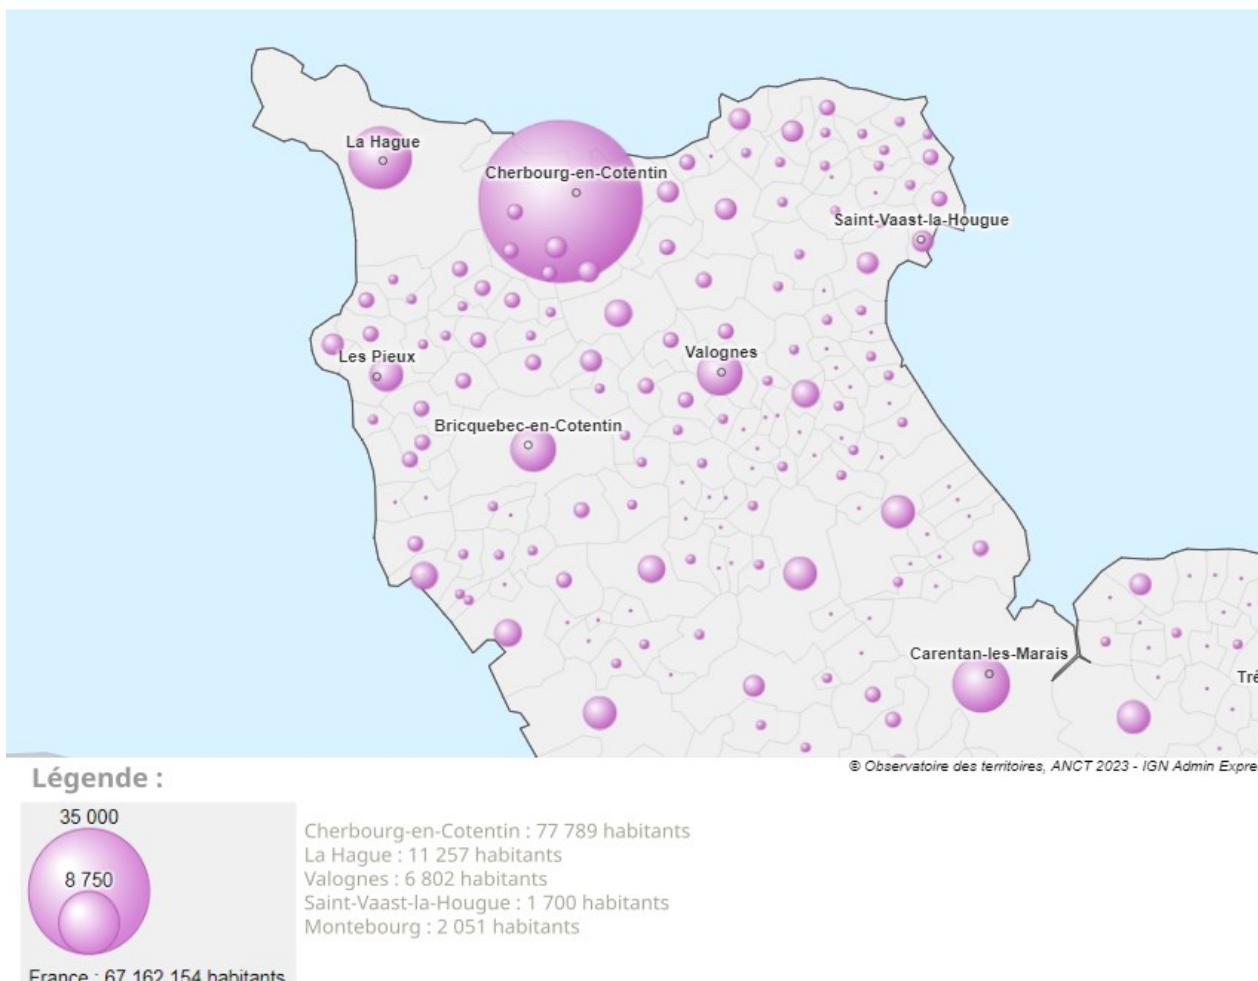 La Hague
Cherbourg-en-Cotentin
Saint-Vaast-la-Hougue
Valognes
Les Pieux
Bricquebec-en-Cotentin
Carentan-les-Marais
Tré
© Observatoire des territoires, ANCT 2023 - IGN Admin Expre
Légende :
35 000
8 750
France : 67 162 154 habitants
Cherbourg-en-Cotentin : 77 789 habitants
La Hague : 11 257 habitants
Valognes : 6 802 habitants
Saint-Vaast-la-Hougue : 1 700 habitants
Montebourg : 2 051 habitants